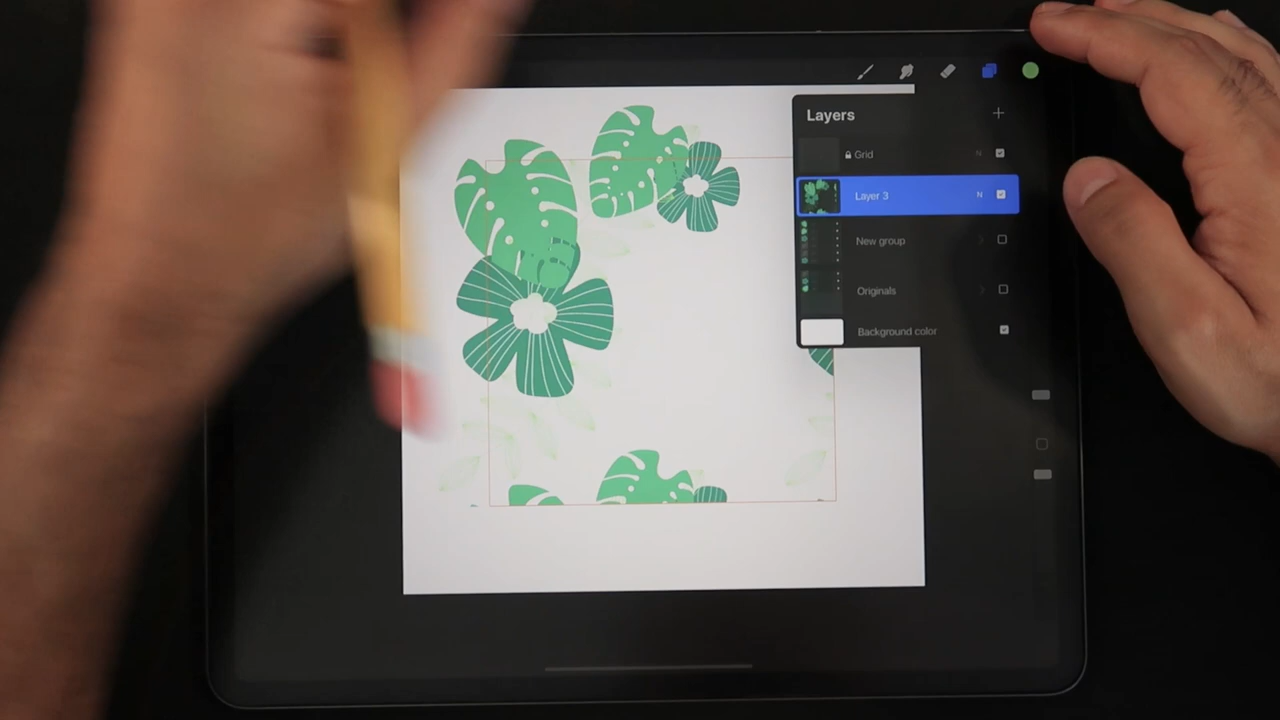 Layers
Grid N
Layer 3 N
New group
Originals
Background color